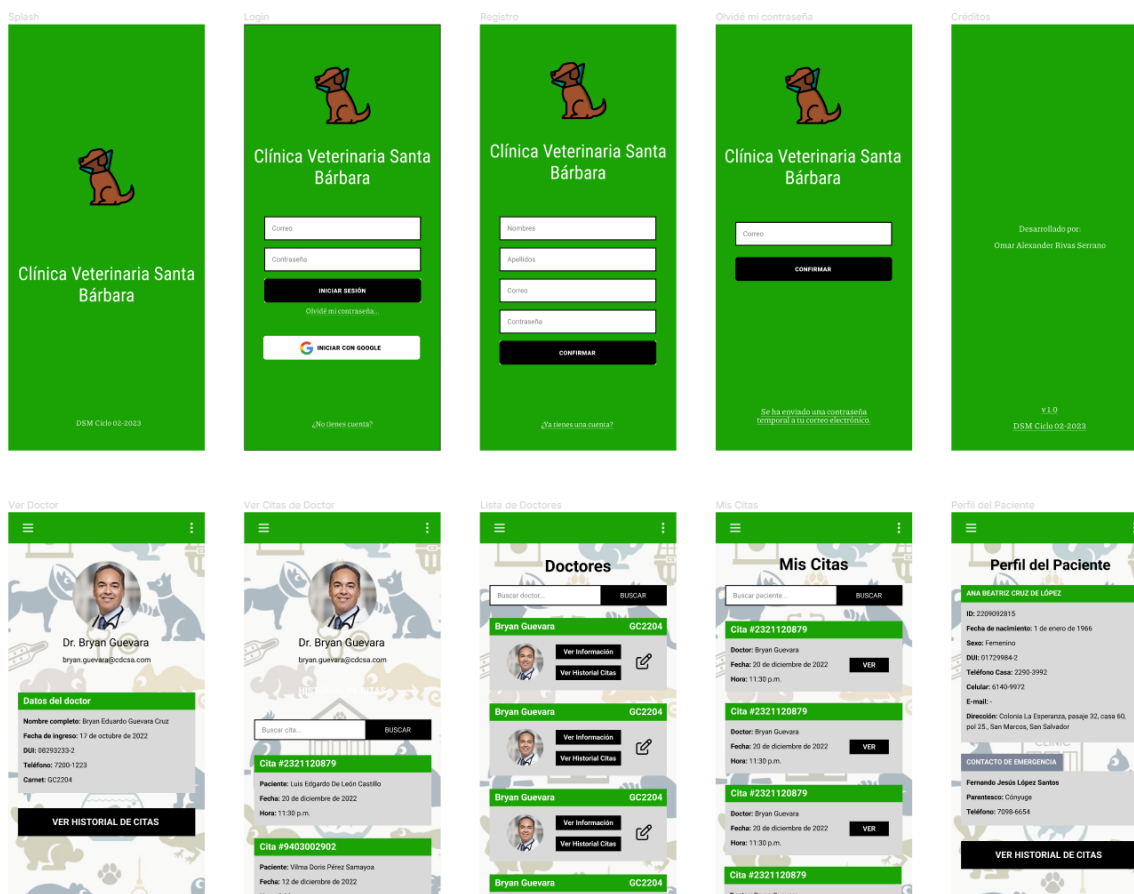 Splash
Clínica Veterinaria Santa
Bárbara
DSM Ciclo 02-2023
Login
Clínica Veterinaria Santa
Bárbara
Correo
Contraseña
INICIAR SESIÓN
Olvidé mi contraseña...
INICIAR CON GOOGLE
¿No tienes cuenta?
Registro
Clínica Veterinaria Santa
Bárbara
Nombres
Apellidos
Correo
Contraseña
CONFIRMAR
¿Ya tienes una cuenta?
Olvidé mi contraseña
Clínica Veterinaria Santa
Bárbara
Correo
CONFIRMAR
Se ha enviado una contraseña
temporal a tu correo electrónico.
Créditos
Desarrollado por:
Omar Alexander Rivas Serrano
v 1.0
DSM Ciclo 02-2023
Ver Doctor
Dr. Bryan Guevara
bryan.guevara@cdcsa.com
Datos del doctor
Nombre completo: Bryan Eduardo Guevara Cruz
Fecha de ingreso: 17 de octubre de 2022
DUI: 08293233-2
Teléfono: 7200-1223
Carnet: GC2204
VER HISTORIAL DE CITAS
Ver Citas de Doctor
Dr. Bryan Guevara
bryan.guevara@cdcsa.com
HISTORIAL DE CITAS
Buscar cita...
BUSCAR
Cita #2321120879
Paciente: Luis Edgardo De León Castillo
Fecha: 20 de diciembre de 2022
Hora: 11:30 p.m.
Cita #9403002902
Paciente: Vilma Doris Pérez Samayoa
Fecha: 12 de diciembre de 2022
Lista de Doctores
Doctores
Buscar doctor...
BUSCAR
Bryan Guevara GC2204
Ver Información
Ver Historial Citas
Bryan Guevara GC2204
Ver Información
Ver Historial Citas
Bryan Guevara GC2204
Ver Información
Ver Historial Citas
Bryan Guevara GC2204
Mis Citas
Mis Citas
Buscar paciente...
BUSCAR
Cita #2321120879
Doctor: Bryan Guevara
Fecha: 20 de diciembre de 2022
VER
Hora: 11:30 p.m.
Cita #2321120879
Doctor: Bryan Guevara
Fecha: 20 de diciembre de 2022
VER
Hora: 11:30 p.m.
Cita #2321120879
Doctor: Bryan Guevara
Fecha: 20 de diciembre de 2022
VER
Hora: 11:30 p.m.
Cita #2321120879
Perfil del Paciente
Perfil del Paciente
ANA BEATRIZ CRUZ DE LÓPEZ
ID: 2209092815
Fecha de nacimiento: 1 de enero de 1966
Sexo: Femenino
DUI: 01729984-2
Teléfono Casa: 2290-3992
Celular: 6140-9972
E-mail: -
Dirección: Colonia La Esperanza, pasaje 32, casa 60,
pol 25., San Marcos, San Salvador
CLINIC
CONTACTO DE EMERGENCIA
Fernando Jesús López Santos
Parentesco: Cónyuge
Teléfono: 7098-6654
VER HISTORIAL DE CITAS